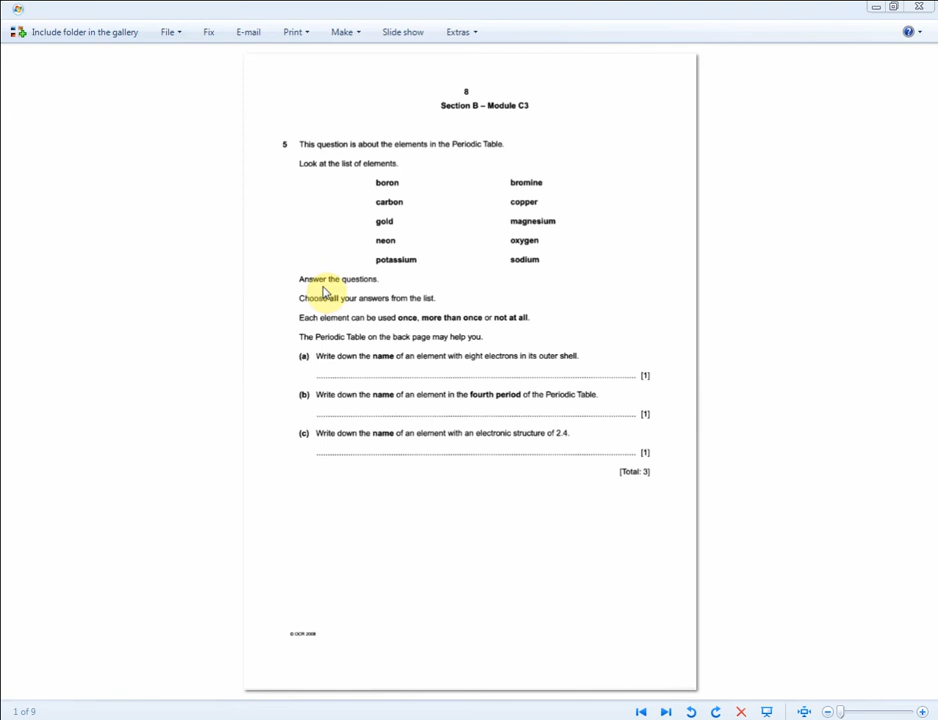 Include folder in the gallery File Fix E-mail Print Make Slide show Extras
8
Section B – Module C3
5 This question is about the elements in the Periodic Table.
Look at the list of elements.
boron bromine
carbon copper
gold magnesium
neon oxygen
potassium sodium
Answer the questions.
Choose all your answers from the list.
Each element can be used once, more than once or not at all.
The Periodic Table on the back page may help you.
(a) Write down the name of an element with eight electrons in its outer shell.
[1]
(b) Write down the name of an element in the fourth period of the Periodic Table.
[1]
(c) Write down the name of an element with an electronic structure of 2.4.
[1]
[Total: 3]
© OCR 2008
1 of 9